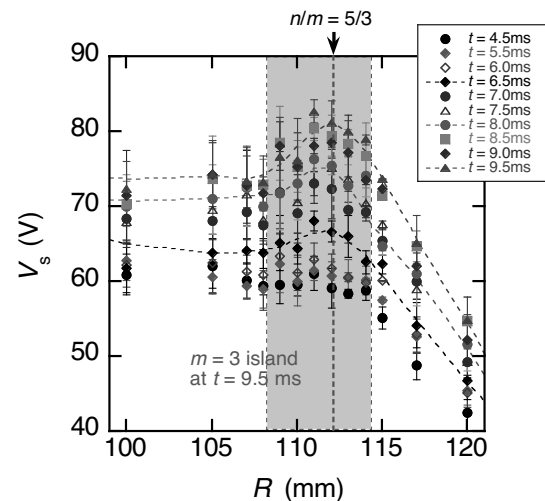 n/m = 5/3
t = 4.5ms
t = 5.5ms
t = 6.0ms
t = 6.5ms
t = 7.0ms
t = 7.5ms
t = 8.0ms
t = 8.5ms
t = 9.0ms
t = 9.5ms
90
80
70
60
50
40
Vs (V)
m = 3 island
at t = 9.5 ms
100
105
110
115
120
R (mm)